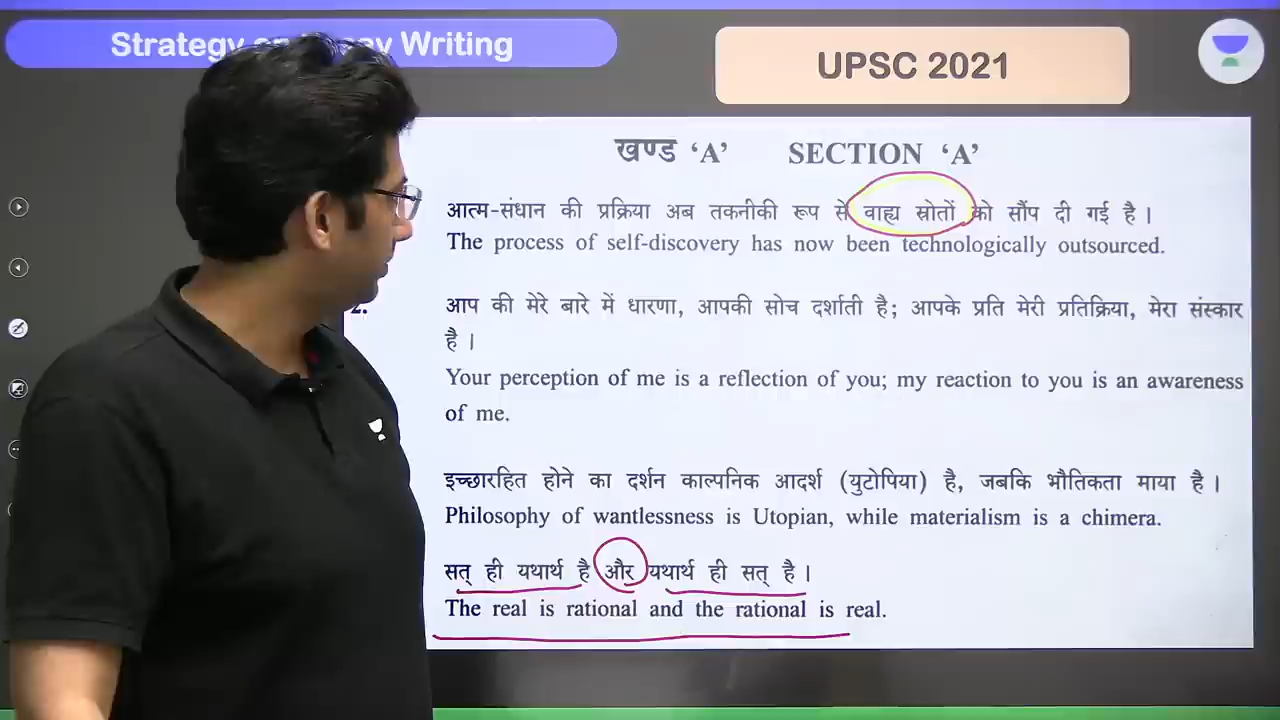 Strategy Writing
UPSC 2021
खण्ड ‘A’ SECTION ‘A’
आत्म-संधान की प्रक्रिया अब तकनीकी रूप से वाह्य स्रोतों को सौंप दी गई है।
The process of self-discovery has now been technologically outsourced.
2.
आप की मेरे बारे में धारणा, आपकी सोच दर्शाती है; आपके प्रति मेरी प्रतिक्रिया, मेरा संस्कार
है।
Your perception of me is a reflection of you; my reaction to you is an awareness
of me.
इच्छारहित होने का दर्शन काल्पनिक आदर्श (युटोपिया) है, जबकि भौतिकता माया है।
Philosophy of wantlessness is Utopian, while materialism is a chimera.
सत् ही यथार्थ है और यथार्थ ही सत् है।
The real is rational and the rational is real.